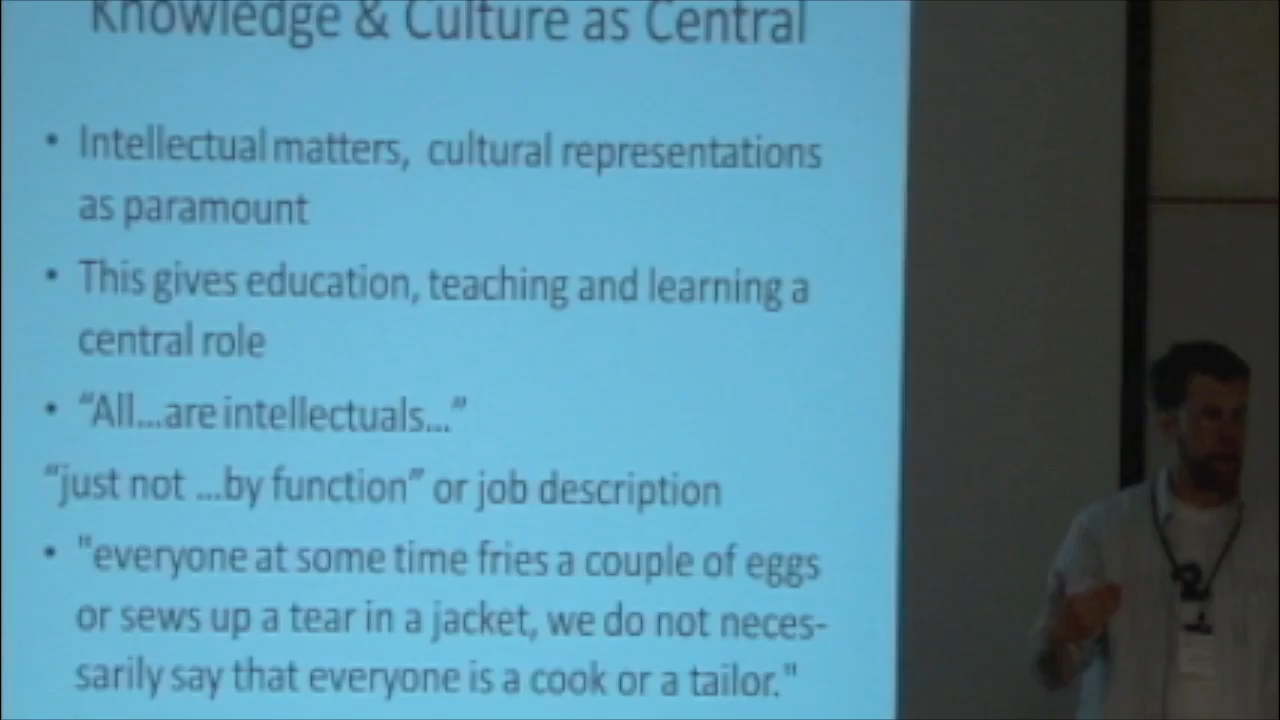 Knowledge & Culture as Central
• Intellectual matters, cultural representations
as paramount
• This gives education, teaching and learning a
central role
• “All...are intellectuals...”
“just not ...by function” or job description
• "everyone at some time fries a couple of eggs
or sews up a tear in a jacket, we do not neces-
sarily say that everyone is a cook or a tailor."